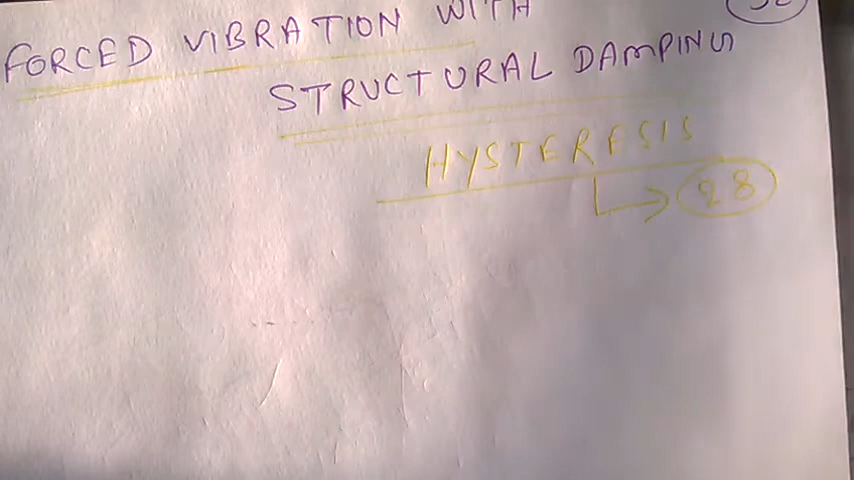 FORCED VIBRATION WITH
STRUCTURAL DAMPING
HYSTERESIS
28